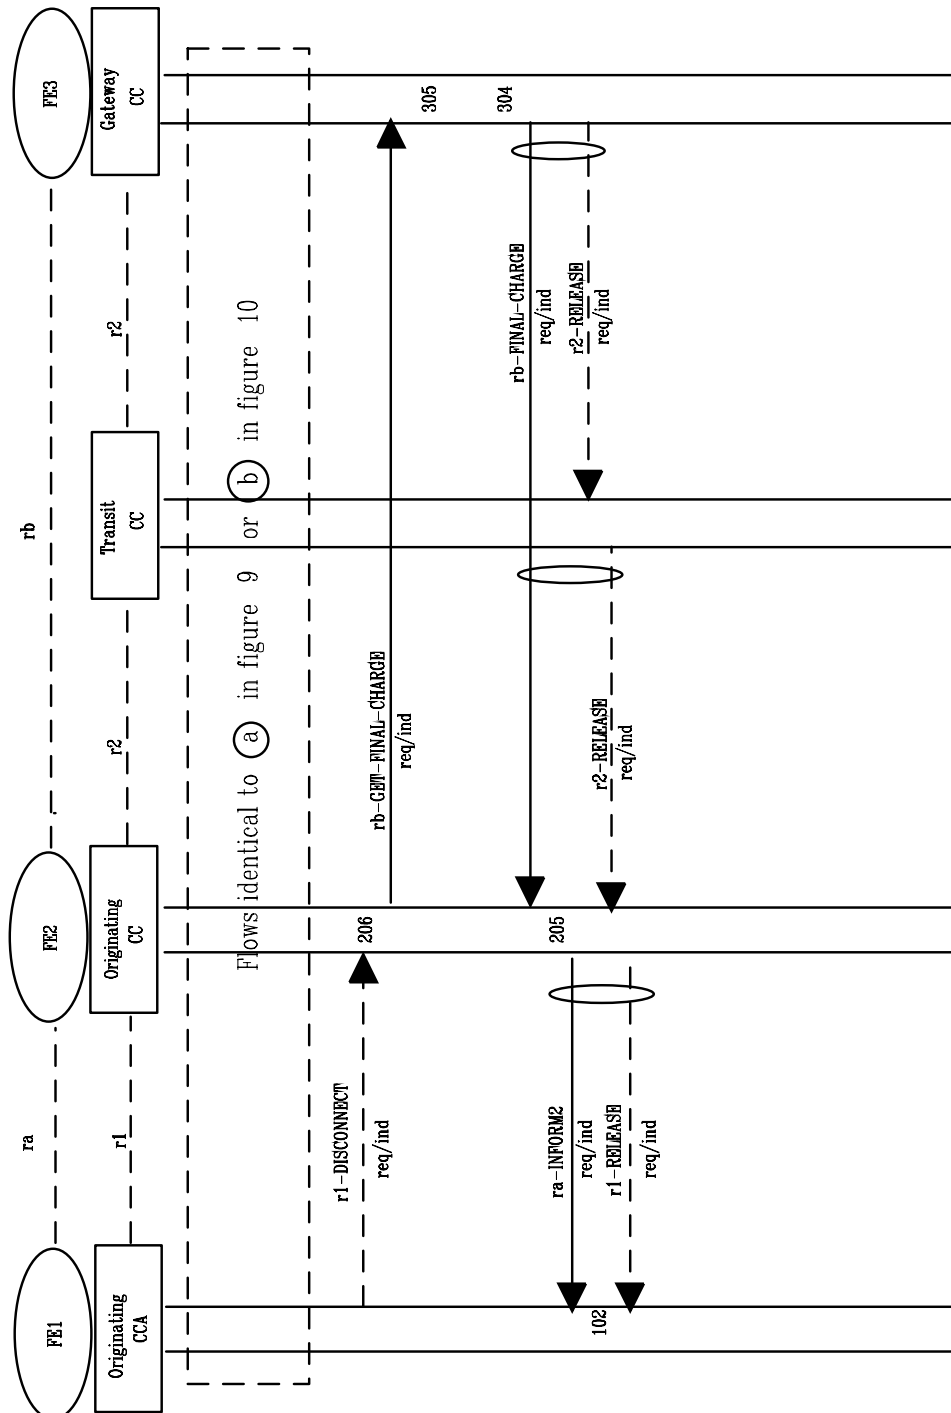 FE1
FE2
FE3
ra
rb
Originating
CCA
r1
Originating
CC
r2
Transit
CC
r2
Gateway
CC
Flows identical to a in figure 9 or b in figure 10
r1-DISCONNECT
req/ind
206
rb-GET-FINAL-CHARGE
req/ind
305
304
rb-FINAL-CHARGE
req/ind
r2-RELEASE
req/ind
r2-RELEASE
req/ind
205
ra-INFORM2
req/ind
r1-RELEASE
req/ind
102